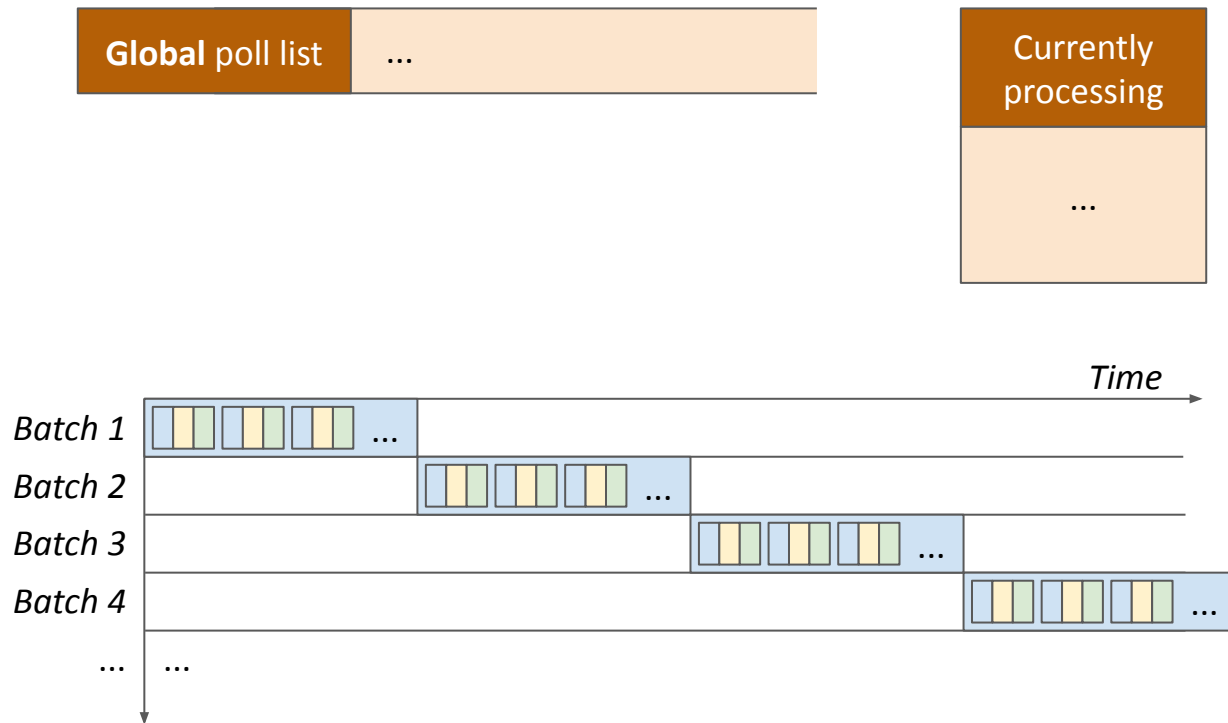 Global poll list
...
Currently
processing
...
Time
Batch 1
...
Batch 2
...
Batch 3
...
Batch 4
...
... ...